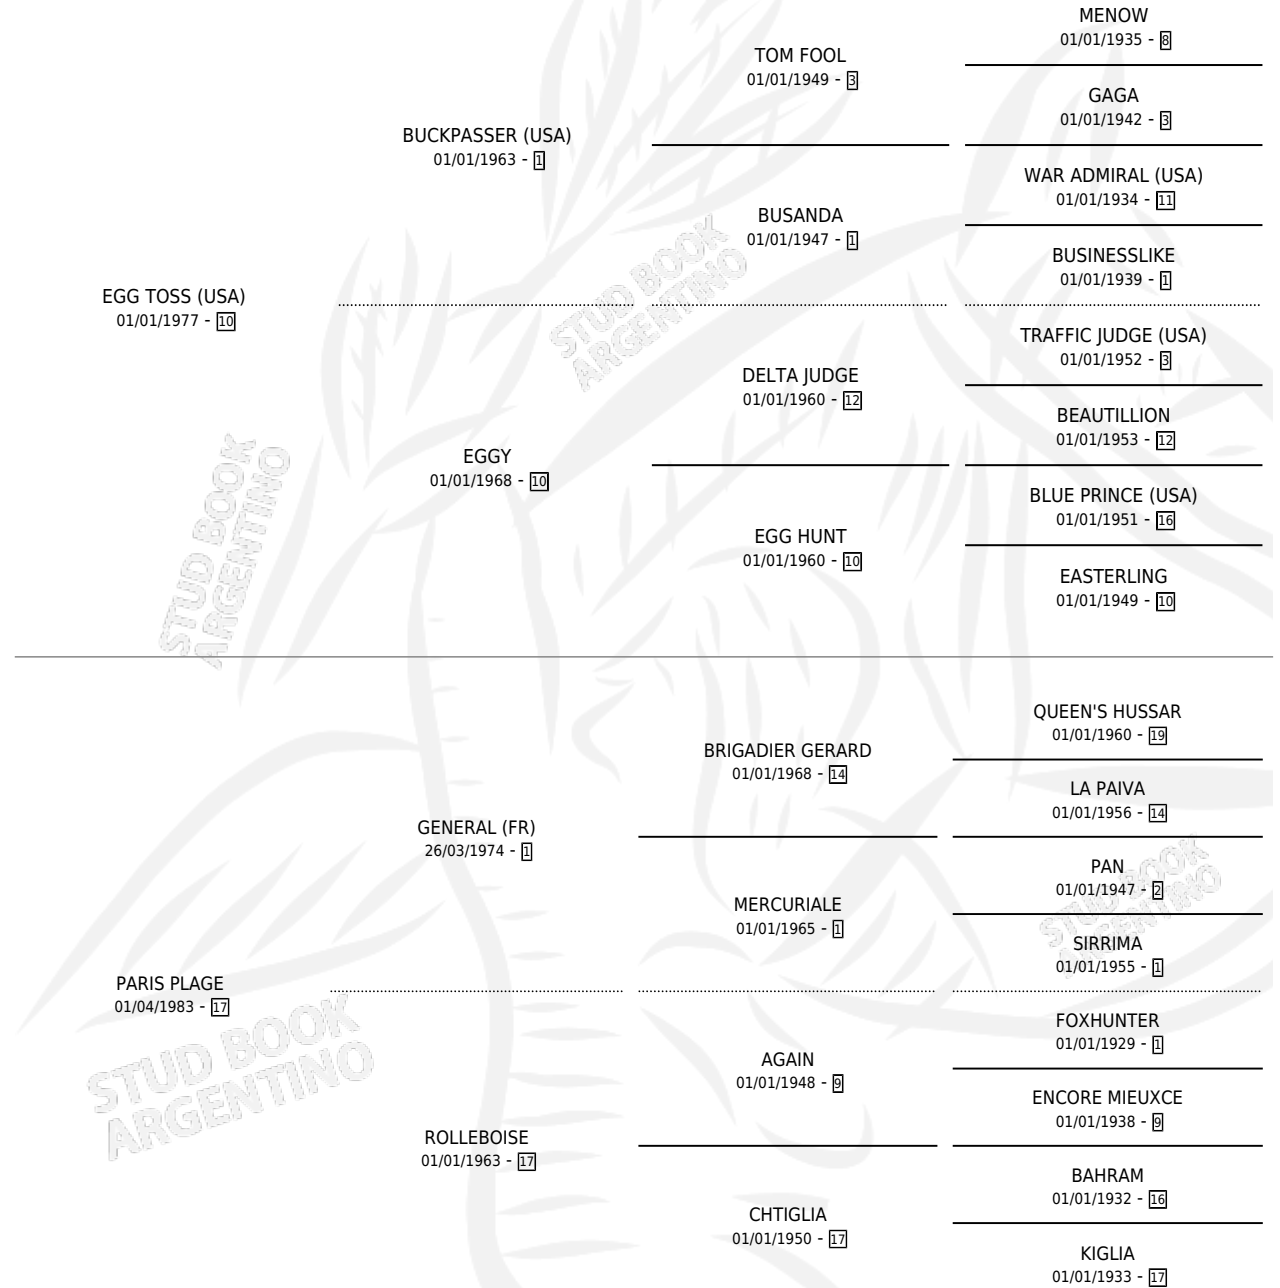 MENOW
01/01/1935 - 8
TOM FOOL
01/01/1949 - 3
GAGA
01/01/1942 - 3
BUCKPASSER (USA)
01/01/1963 - 1
WAR ADMIRAL (USA)
01/01/1934 - 11
BUSANDA
01/01/1947 - 1
BUSINESSLIKE
01/01/1939 - 1
EGG TOSS (USA)
01/01/1977 - 10
STUD BOOK
ARGENTINO
TRAFFIC JUDGE (USA)
01/01/1952 - 3
DELTA JUDGE
01/01/1960 - 12
BEAUTILLION
01/01/1953 - 12
EGGY
01/01/1968 - 10
BLUE PRINCE (USA)
01/01/1951 - 16
EGG HUNT
01/01/1960 - 10
EASTERLING
01/01/1949 - 10
STUD BOOK
ARGENTINO
QUEEN'S HUSSAR
01/01/1960 - 19
BRIGADIER GERARD
01/01/1968 - 14
LA PAIVA
01/01/1956 - 14
GENERAL (FR)
26/03/1974 - 1
PAN
01/01/1947 - 2
MERCURIALE
01/01/1965 - 1
SIRRIMA
01/01/1955 - 1
STUD BOOK
ARGENTINO
PARIS PLAGE
01/04/1983 - 17
FOXHUNTER
01/01/1929 - 1
AGAIN
01/01/1948 - 9
ENCORE MIEUXCE
01/01/1938 - 9
STUD BOOK
ARGENTINO
ROLLEBOISE
01/01/1963 - 17
BAHRAM
01/01/1932 - 16
CHTIGLIA
01/01/1950 - 17
KIGLIA
01/01/1933 - 17